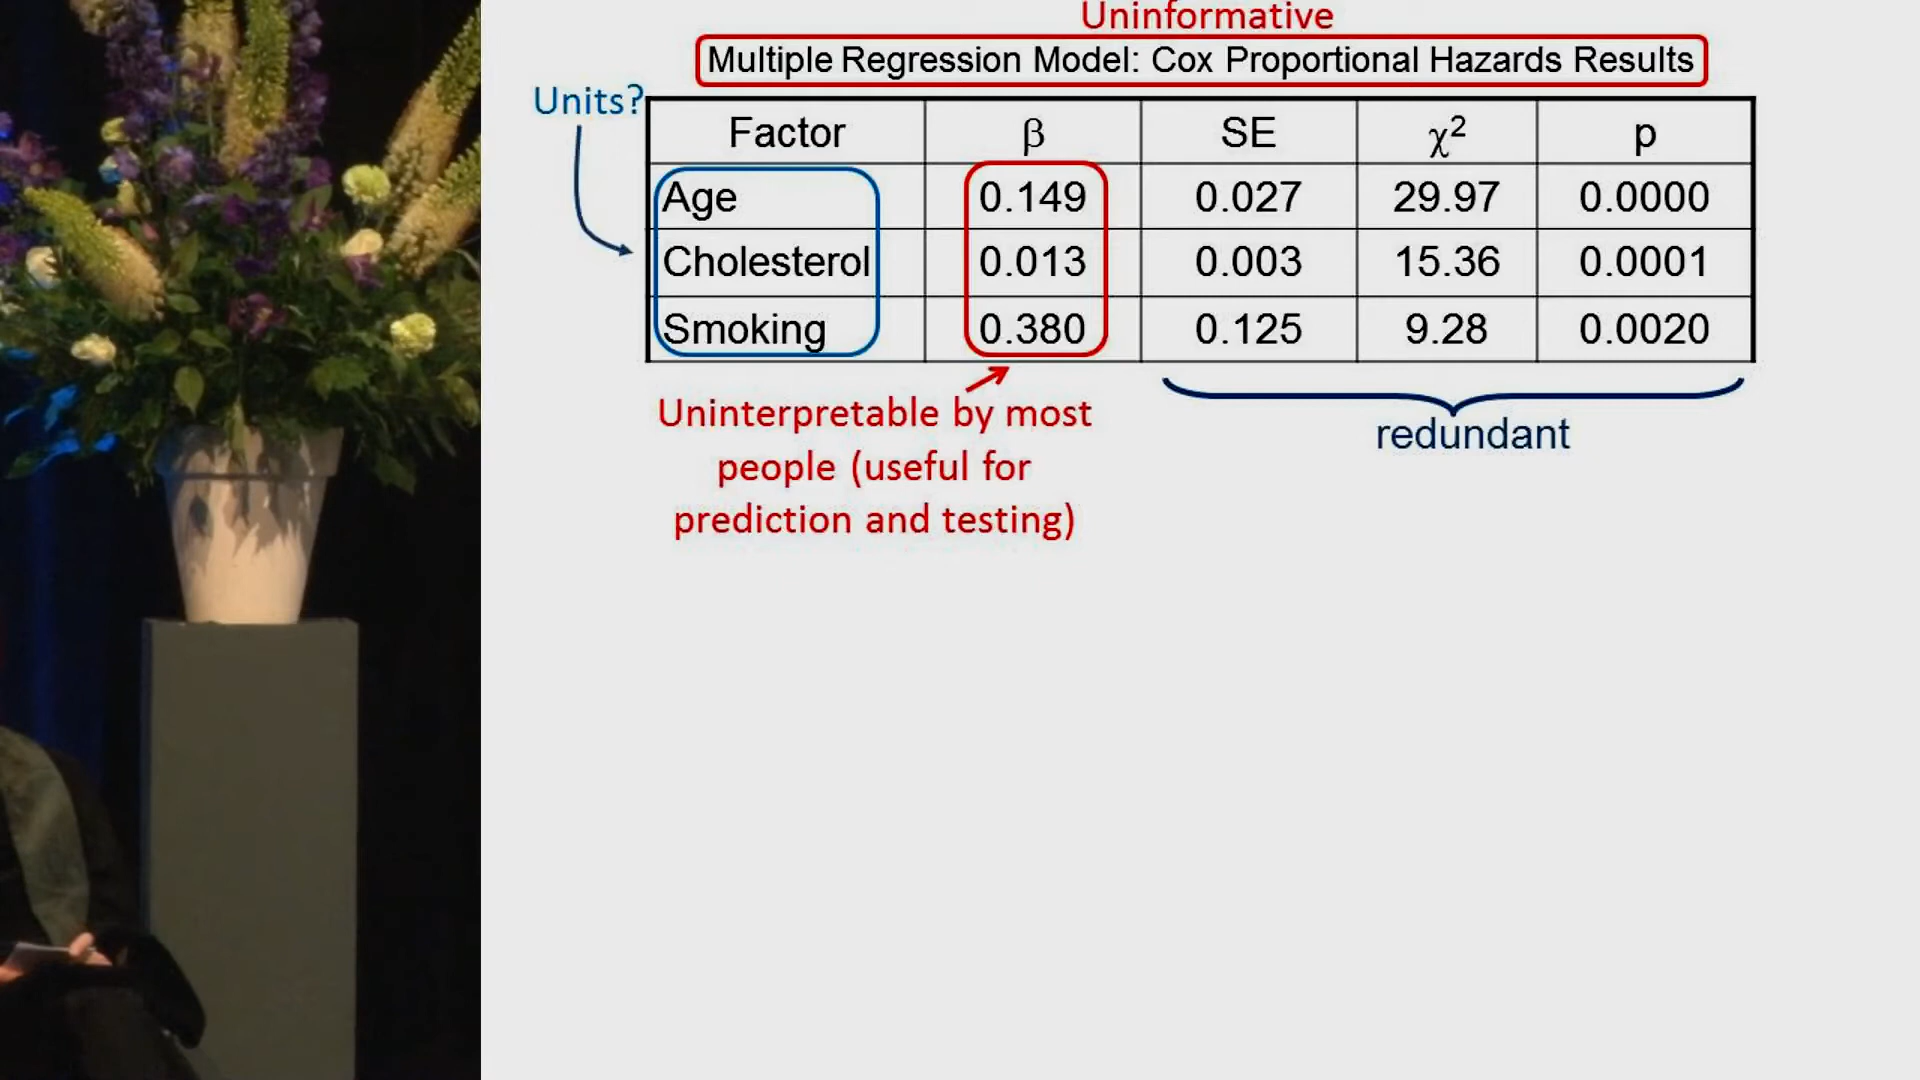 Uninformative
Multiple Regression Model: Cox Proportional Hazards Results
Units?
Factor β SE χ² p
Age 0.149 0.027 29.97 0.0000
Cholesterol 0.013 0.003 15.36 0.0001
Smoking 0.380 0.125 9.28 0.0020
Uninterpretable by most
people (useful for
prediction and testing)
redundant